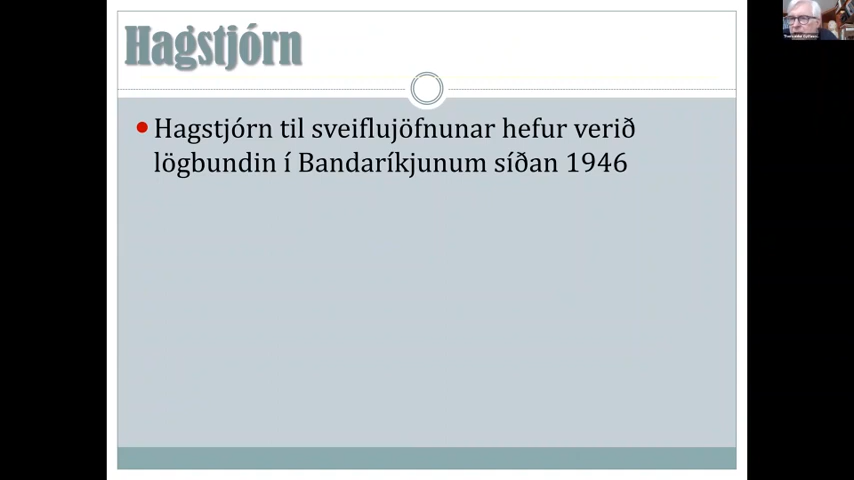 Hagstjórn
Hagstjórn til sveiflujöfnunar hefur verið
lögbundin í Bandaríkjunum síðan 1946